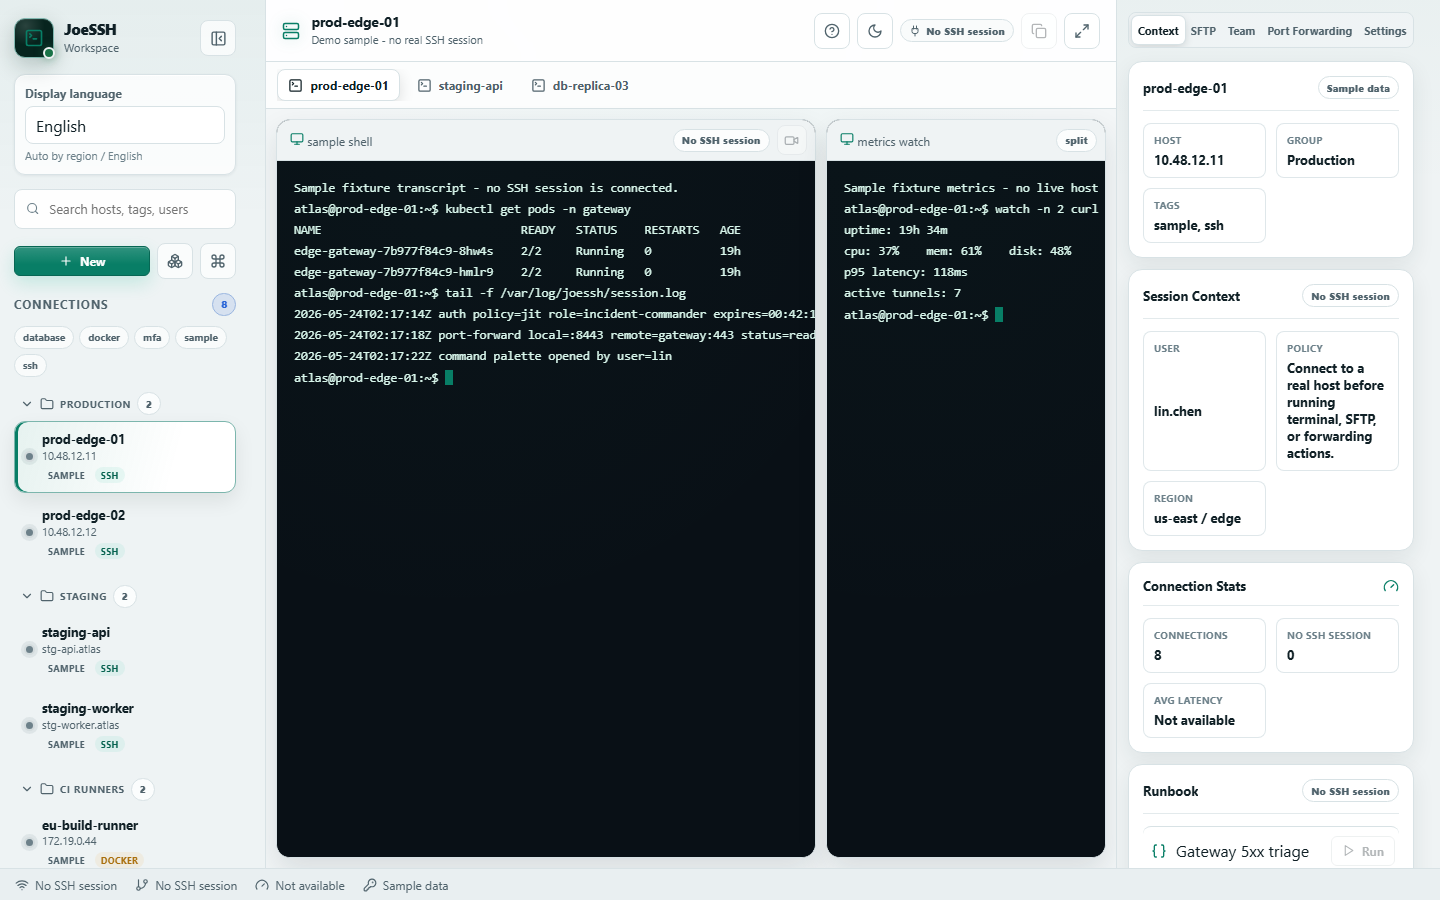 JoeSSH
Workspace
Display language
English
Auto by region / English
Search hosts, tags, users
New
CONNECTIONS 8
database docker mfa sample
ssh
PRODUCTION 2
prod-edge-01
10.48.12.11
SAMPLE SSH
prod-edge-02
10.48.12.12
SAMPLE SSH
STAGING 2
staging-api
stg-api.atlas
SAMPLE SSH
staging-worker
stg-worker.atlas
SAMPLE SSH
CI RUNNERS 2
eu-build-runner
172.19.0.44
SAMPLE DOCKER
prod-edge-01
Demo sample - no real SSH session
No SSH session
prod-edge-01 staging-api db-replica-03
sample shell No SSH session
Sample fixture transcript - no SSH session is connected.
atlas@prod-edge-01:~$ kubectl get pods -n gateway
NAME READY STATUS RESTARTS AGE
edge-gateway-7b977f84c9-8hw4s 2/2 Running 0 19h
edge-gateway-7b977f84c9-hmlr9 2/2 Running 0 19h
atlas@prod-edge-01:~$ tail -f /var/log/joessh/session.log
2026-05-24T02:17:14Z auth policy=jit role=incident-commander expires=00:42:1
2026-05-24T02:17:18Z port-forward local=:8443 remote=gateway:443 status=read
2026-05-24T02:17:22Z command palette opened by user=lin
atlas@prod-edge-01:~$
metrics watch split
Sample fixture metrics - no live host
atlas@prod-edge-01:~$ watch -n 2 curl
uptime: 19h 34m
cpu: 37% mem: 61% disk: 48%
p95 latency: 118ms
active tunnels: 7
atlas@prod-edge-01:~$
Context SFTP Team Port Forwarding Settings
prod-edge-01 Sample data
HOST
10.48.12.11
GROUP
Production
TAGS
sample, ssh
Session Context No SSH session
USER
lin.chen
POLICY
Connect to a
real host before
running
terminal, SFTP,
or forwarding
actions.
REGION
us-east / edge
Connection Stats
CONNECTIONS
8
NO SSH SESSION
0
AVG LATENCY
Not available
Runbook No SSH session
Gateway 5xx triage Run
No SSH session No SSH session Not available Sample data